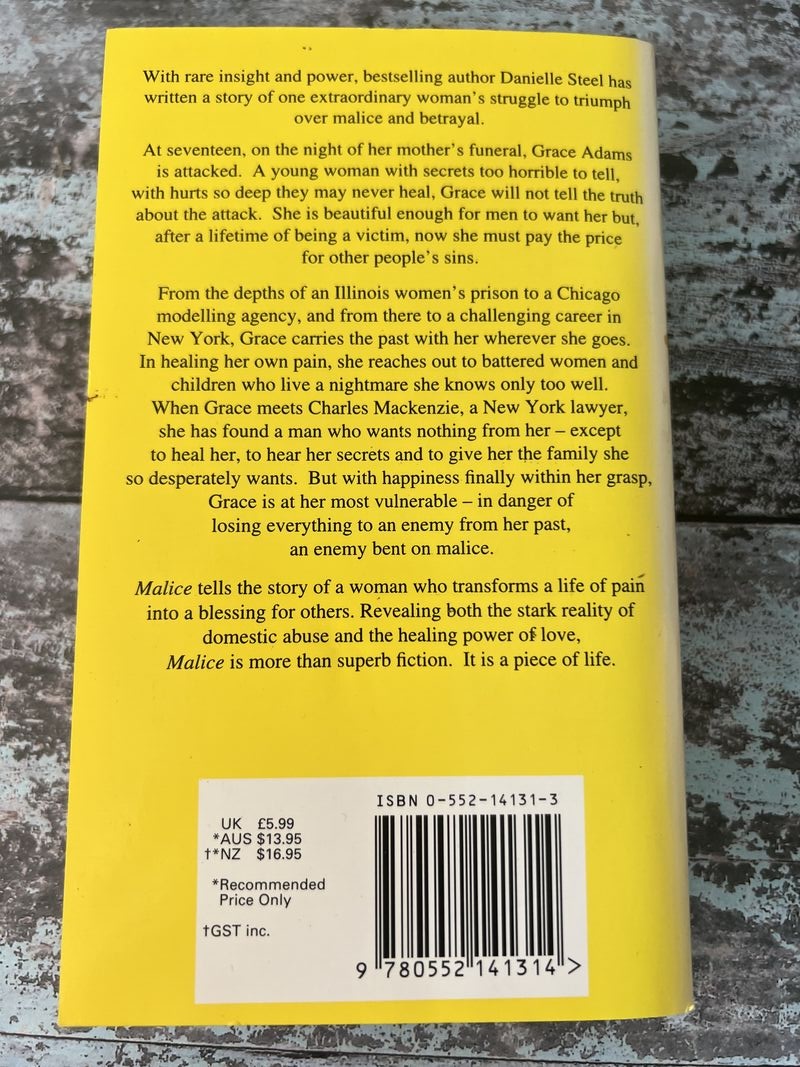 With rare insight and power, bestselling author Danielle Steel has
written a story of one extraordinary woman's struggle to triumph
over malice and betrayal.
At seventeen, on the night of her mother's funeral, Grace Adams
is attacked. A young woman with secrets too horrible to tell,
with hurts so deep they may never heal, Grace will not tell the truth
about the attack. She is beautiful enough for men to want her but,
after a lifetime of being a victim, now she must pay the price
for other people's sins.
From the depths of an Illinois women's prison to a Chicago
modelling agency, and from there to a challenging career in
New York, Grace carries the past with her wherever she goes.
In healing her own pain, she reaches out to battered women and
children who live a nightmare she knows only too well.
When Grace meets Charles Mackenzie, a New York lawyer,
she has found a man who wants nothing from her – except
to heal her, to hear her secrets and to give her the family she
so desperately wants. But with happiness finally within her grasp,
Grace is at her most vulnerable – in danger of
losing everything to an enemy from her past,
an enemy bent on malice.
Malice tells the story of a woman who transforms a life of pain
into a blessing for others. Revealing both the stark reality of
domestic abuse and the healing power of love,
Malice is more than superb fiction. It is a piece of life.
UK £5.99
*AUS $13.95
†*NZ $16.95
*Recommended
Price Only
†GST inc.
ISBN 0-552-14131-3
9 780552 141314 >